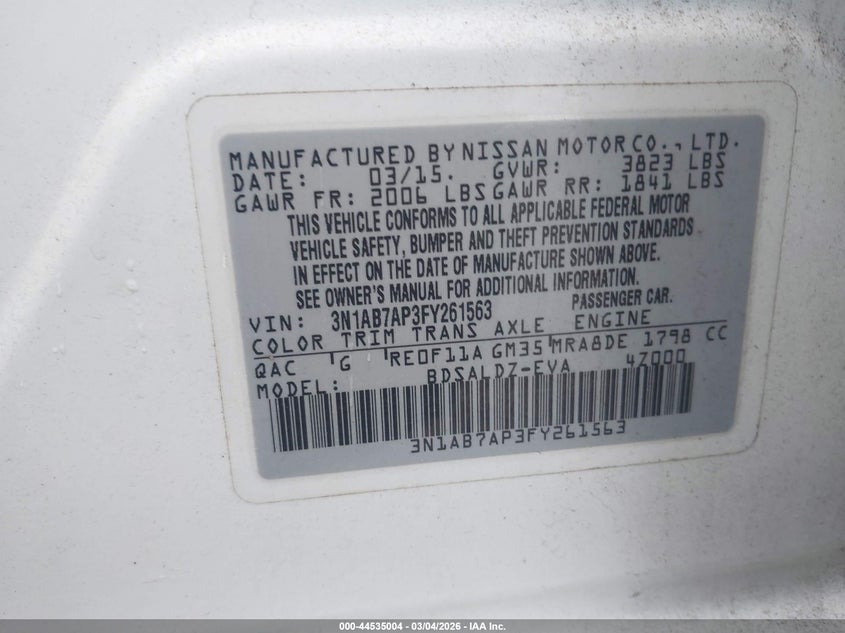 MANUFACTURED BY NISSAN MOTOR CO., LTD.
DATE: 03/15. GVWR: 3823 LBS
GAWR FR: 2006 LBS GAWR RR: 1841 LBS
THIS VEHICLE CONFORMS TO ALL APPLICABLE FEDERAL MOTOR
VEHICLE SAFETY, BUMPER AND THEFT PREVENTION STANDARDS
IN EFFECT ON THE DATE OF MANUFACTURE SHOWN ABOVE.
SEE OWNER'S MANUAL FOR ADDITIONAL INFORMATION.
VIN: 3N1AB7AP3FY261563 PASSENGER CAR.
COLOR TRIM TRANS AXLE ENGINE
QAC G RE0F11A GM35 MRA8DE 1798 CC
MODEL: BDSALDZ-EVA 4Z000
3N1AB7AP3FY261563
000-44535004 - 03/04/2026 - IAA Inc.